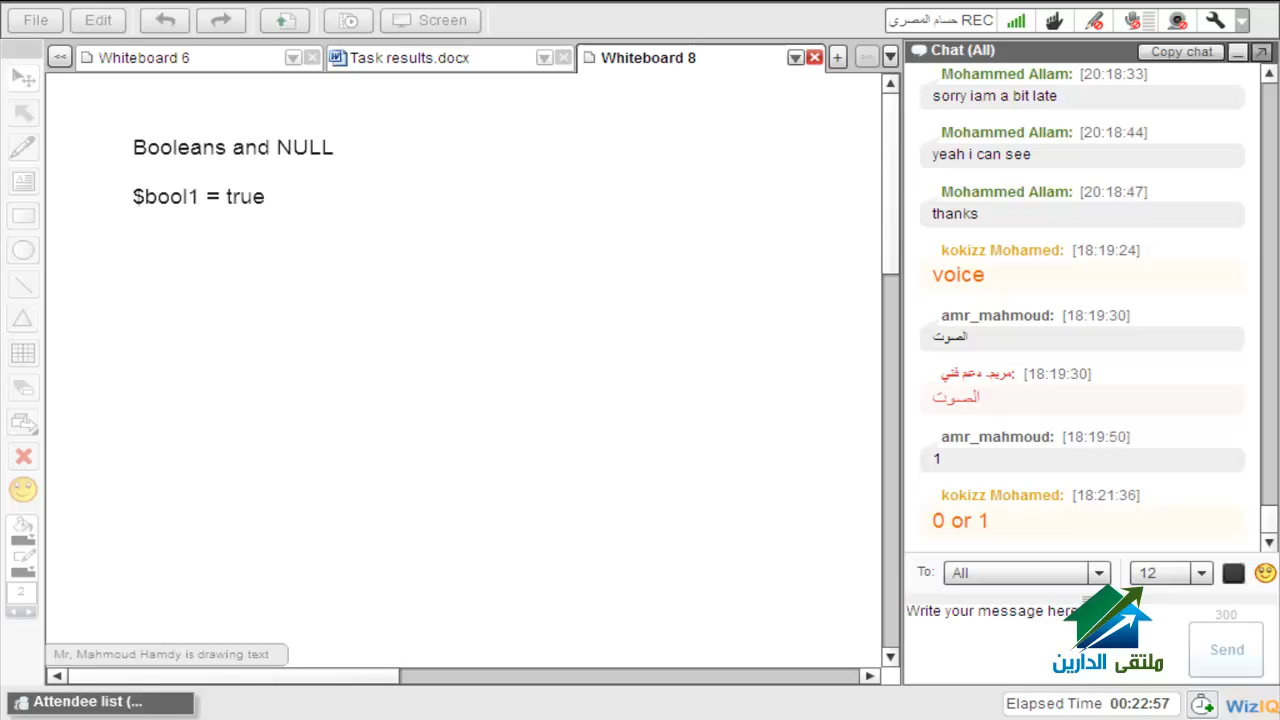 File
Edit
Screen
حسام المصري REC
<<
Whiteboard 6
Task results.docx
Whiteboard 8
Booleans and NULL
$bool1 = true
2
Mr, Mahmoud Hamdy is drawing text
Attendee list (...
Chat (All)
Copy chat
Mohammed Allam: [20:18:33]
sorry iam a bit late
Mohammed Allam: [20:18:44]
yeah i can see
Mohammed Allam: [20:18:47]
thanks
kokizz Mohamed: [18:19:24]
voice
amr_mahmoud: [18:19:30]
الصوت
مريم_ دعم فني: [18:19:30]
الصوت
amr_mahmoud: [18:19:50]
1
kokizz Mohamed: [18:21:36]
0 or 1
To: All 12
Write your message here
300
Send
ملتقى الدارين
Elapsed Time 00:22:57
WizIQ